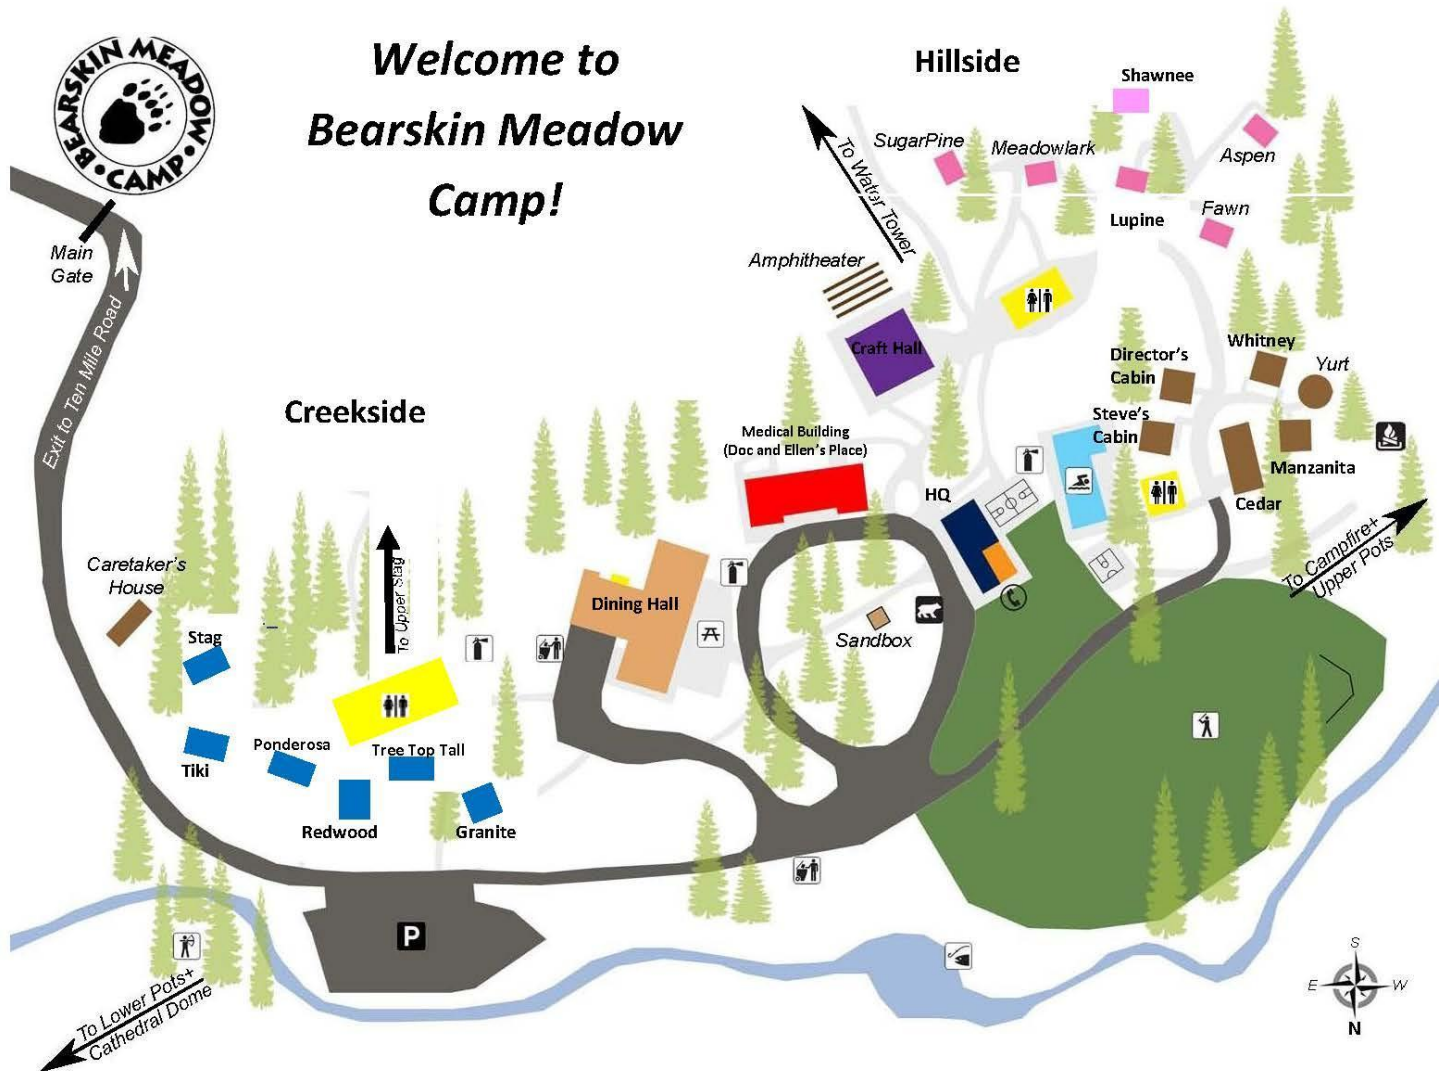 BEARSKIN MEADOW
• CAMP •
Welcome to
Bearskin Meadow
Camp!
Hillside
Shawnee
SugarPine
Meadowlark
Aspen
Lupine
Fawn
To Water Tower
Main
Gate
Exit to Ten Mile Road
Amphitheater
Craft Hall
Director's
Cabin
Whitney
Yurt
Steve's
Cabin
Manzanita
Cedar
Creekside
Medical Building
(Doc and Ellen's Place)
HQ
To Campfire+
Upper Pots
Caretaker's
House
Stag
To Upper Stag
Dining Hall
Sandbox
Tiki
Ponderosa
Tree Top Tall
Redwood
Granite
P
To Lower Pots+
Cathedral Dome
S
E
W
N